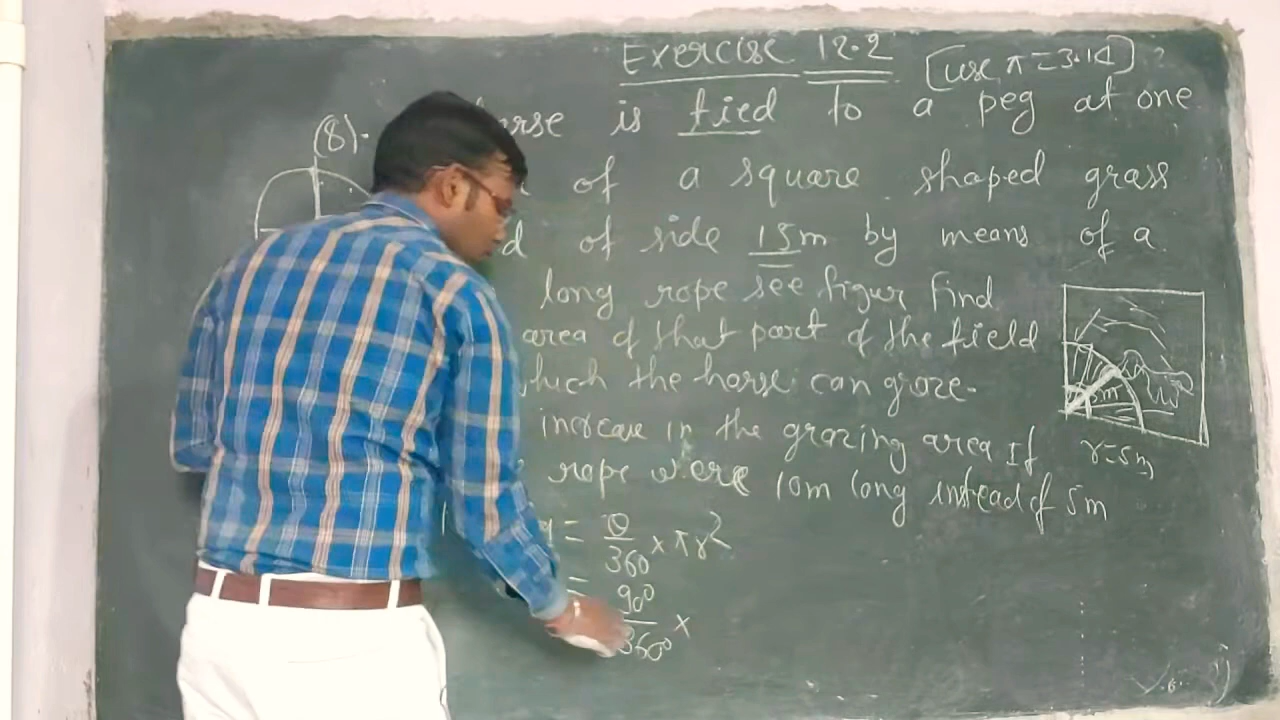 Exercise 12.2 [use π = 3.14]
(8). is tied to a peg at one
of a square shaped grass
of side 15m by means of a
long rope see figur Find
area of that part of the field
which the horse can graze.
increase in the grazing area If
rope were 10m long instead of 5m
5m
r=5m
= θ/360 × πr²
= 90°/360° ×